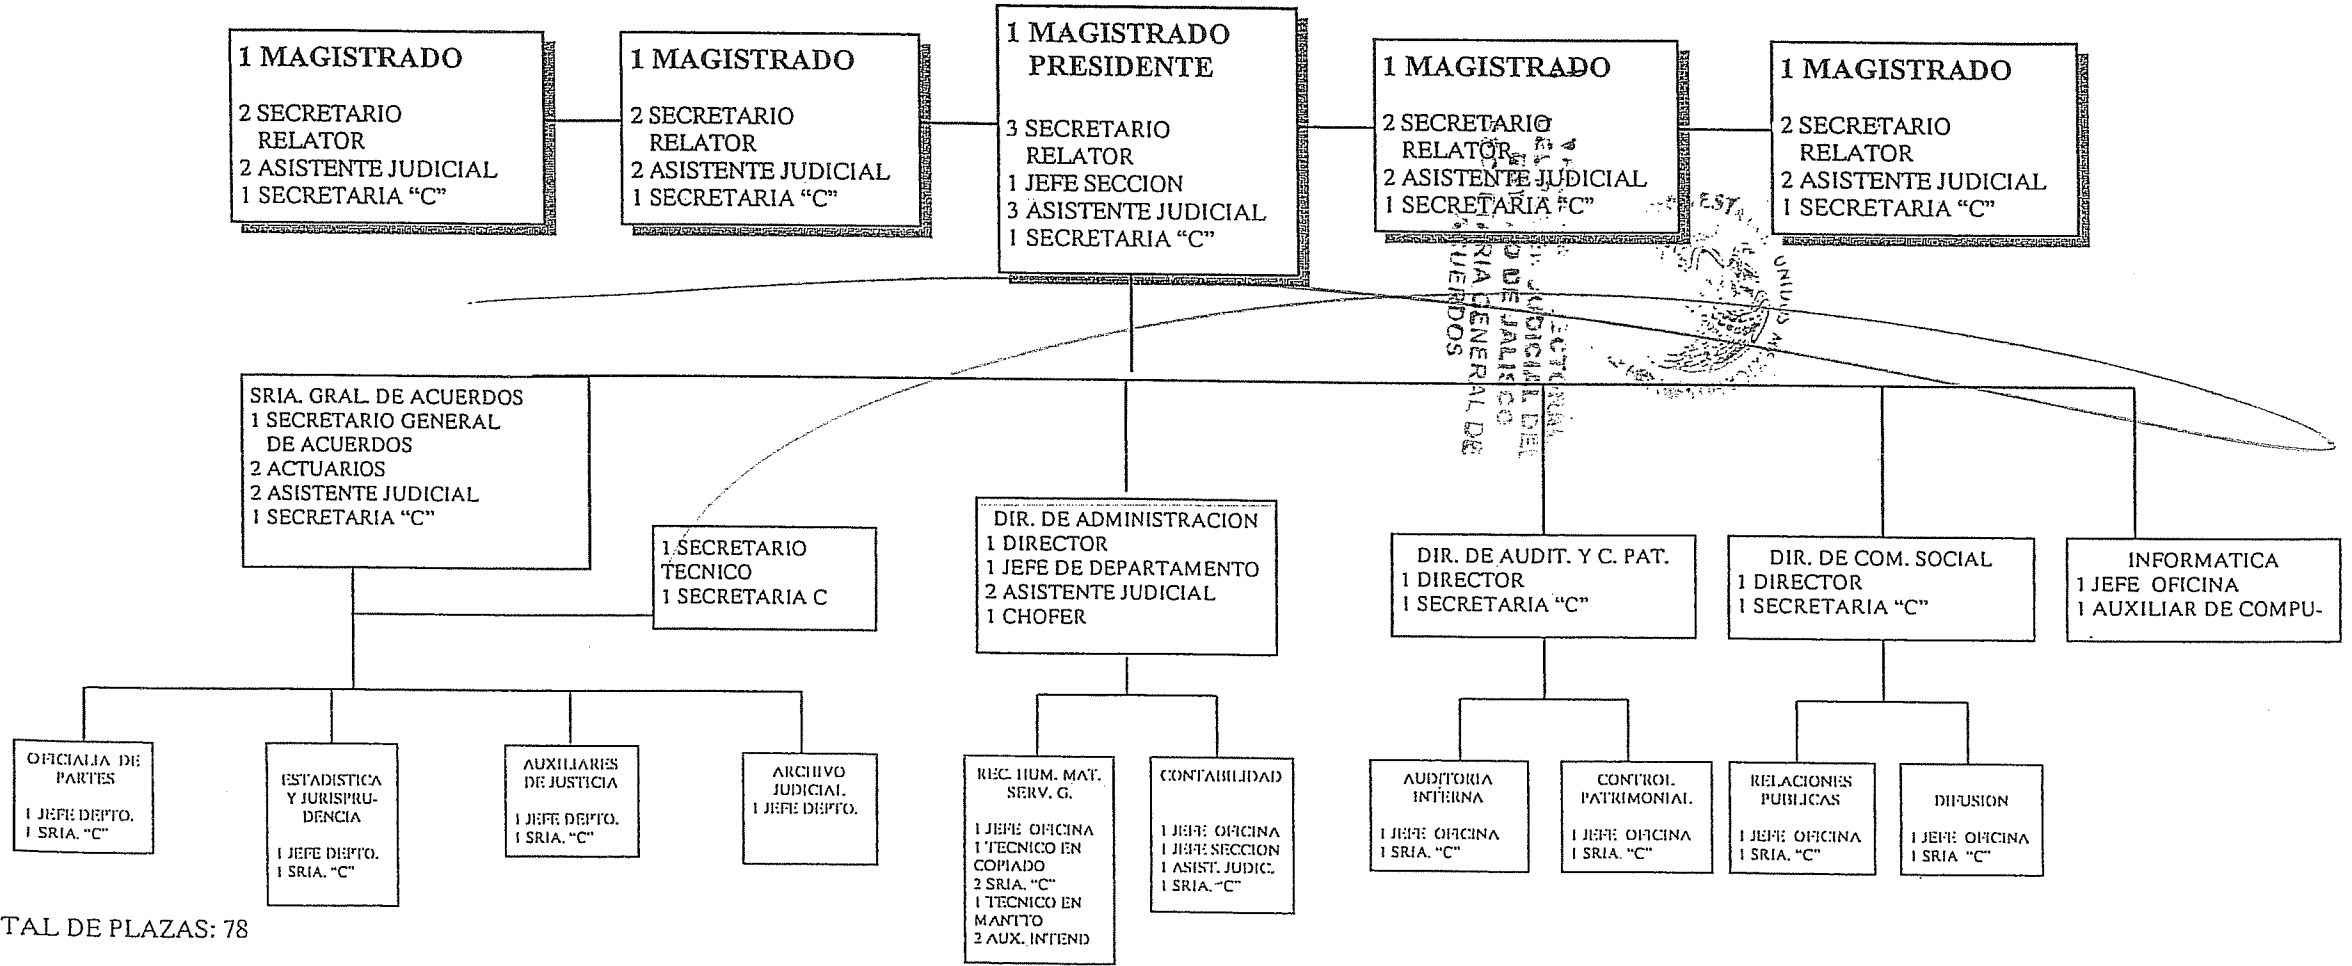 1 MAGISTRADO
2 SECRETARIO
RELATOR
2 ASISTENTE JUDICIAL
1 SECRETARIA “C”
1 MAGISTRADO
2 SECRETARIO
RELATOR
2 ASISTENTE JUDICIAL
1 SECRETARIA “C”
1 MAGISTRADO
PRESIDENTE
3 SECRETARIO
RELATOR
1 JEFE SECCION
3 ASISTENTE JUDICIAL
1 SECRETARIA “C”
1 MAGISTRADO
2 SECRETARIO
RELATOR
2 ASISTENTE JUDICIAL
1 SECRETARIA “C”
1 MAGISTRADO
2 SECRETARIO
RELATOR
2 ASISTENTE JUDICIAL
1 SECRETARIA “C”
JUDICIAL DEL
DE JALISCO
GENERAL DE
SRIA. GRAL. DE ACUERDOS
1 SECRETARIO GENERAL
DE ACUERDOS
2 ACTUARIOS
2 ASISTENTE JUDICIAL
1 SECRETARIA “C”
1 SECRETARIO
TECNICO
1 SECRETARIA C
DIR. DE ADMINISTRACION
1 DIRECTOR
1 JEFE DE DEPARTAMENTO
2 ASISTENTE JUDICIAL
1 CHOFER
DIR. DE AUDIT. Y C. PAT.
1 DIRECTOR
1 SECRETARIA “C”
DIR. DE COM. SOCIAL
1 DIRECTOR
1 SECRETARIA “C”
INFORMATICA
1 JEFE OFICINA
1 AUXILIAR DE COMPU-
OFICIALIA DE
PARTES
1 JEFE DEPTO.
1 SRIA. “C”
ESTADISTICA
Y JURISPRU-
DENCIA
1 JEFE DEPTO.
1 SRIA. “C”
AUXILIARES
DE JUSTICIA
1 JEFE DEPTO.
1 SRIA. “C”
ARCHIVO
JUDICIAL.
1 JEFE DEPTO.
REC. HUM. MAT.
SERV. G.
1 JEFE OFICINA
1 TECNICO EN
COPIADO
2 SRIA. “C”
1 TECNICO EN
MANTTO
2 AUX. INTEND
CONTABILIDAD
1 JEFE OFICINA
1 JEFE SECCION
1 ASIST. JUDIC.
1 SRIA. “C”
AUDITORIA
INTERNA
1 JEFE OFICINA
1 SRIA. “C”
CONTROL
PATRIMONIAL
1 JEFE OFICINA
1 SRIA. “C”
RELACIONES
PUBLICAS
1 JEFE OFICINA
1 SRIA. “C”
DIFUSION
1 JEFE OFICINA
1 SRIA “C”
TAL DE PLAZAS: 78